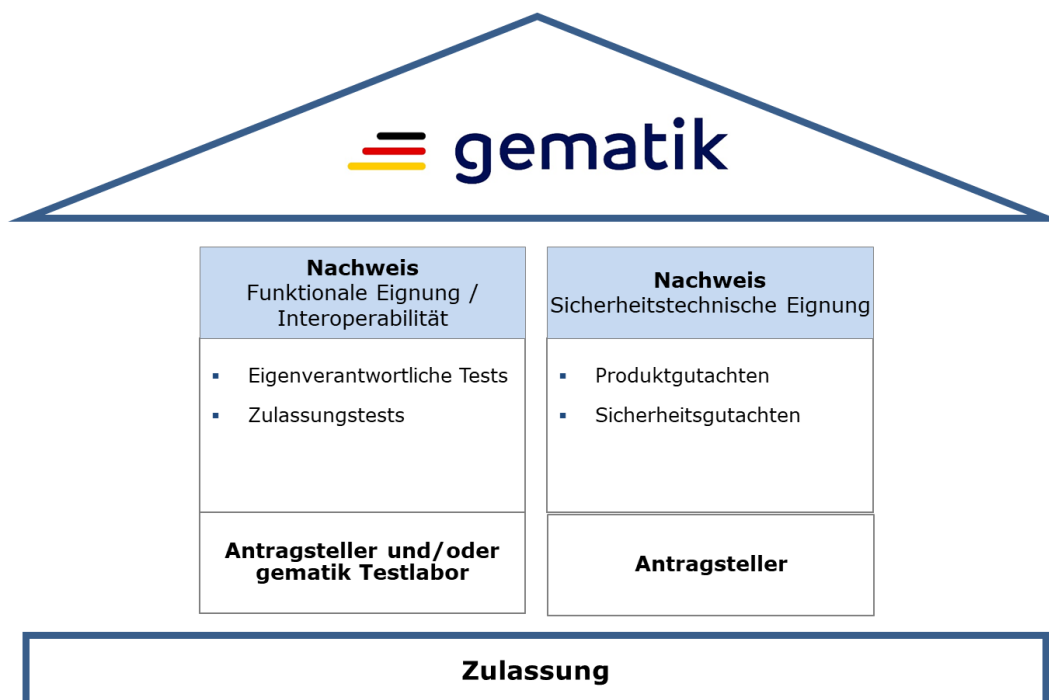 gematik
Nachweis
Funktionale Eignung /
Interoperabilität
▪ Eigenverantwortliche Tests
▪ Zulassungstests
Antragsteller und/oder
gematik Testlabor
Nachweis
Sicherheitstechnische Eignung
▪ Produktgutachten
▪ Sicherheitsgutachten
Antragsteller
Zulassung